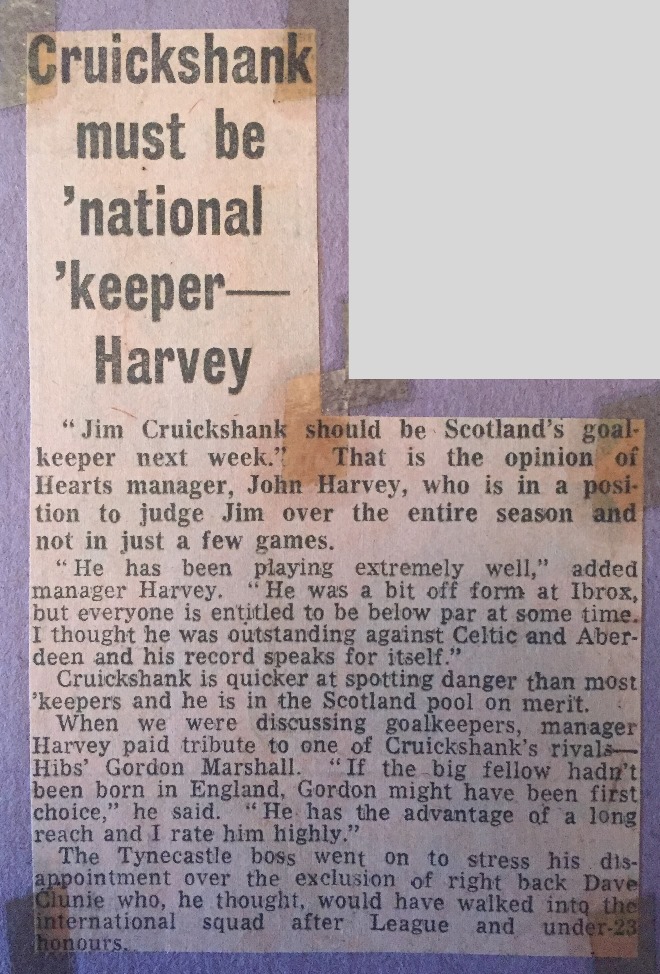 Cruickshank
must be
’national
’keeper—
Harvey
“Jim Cruickshank should be Scotland’s goal-
keeper next week.” That is the opinion of
Hearts manager, John Harvey, who is in a posi-
tion to judge Jim over the entire season and
not in just a few games.
“He has been playing extremely well,” added
manager Harvey. “He was a bit off form at Ibrox,
but everyone is entitled to be below par at some time.
I thought he was outstanding against Celtic and Aber-
deen and his record speaks for itself.”
Cruickshank is quicker at spotting danger than most
’keepers and he is in the Scotland pool on merit.
When we were discussing goalkeepers, manager
Harvey paid tribute to one of Cruickshank’s rivals—
Hibs’ Gordon Marshall. “If the big fellow hadn’t
been born in England, Gordon might have been first
choice,” he said. “He has the advantage of a long
reach and I rate him highly.”
The Tynecastle boss went on to stress his dis-
appointment over the exclusion of right back Dave
Clunie who, he thought, would have walked into the
international squad after League and under-23
honours.